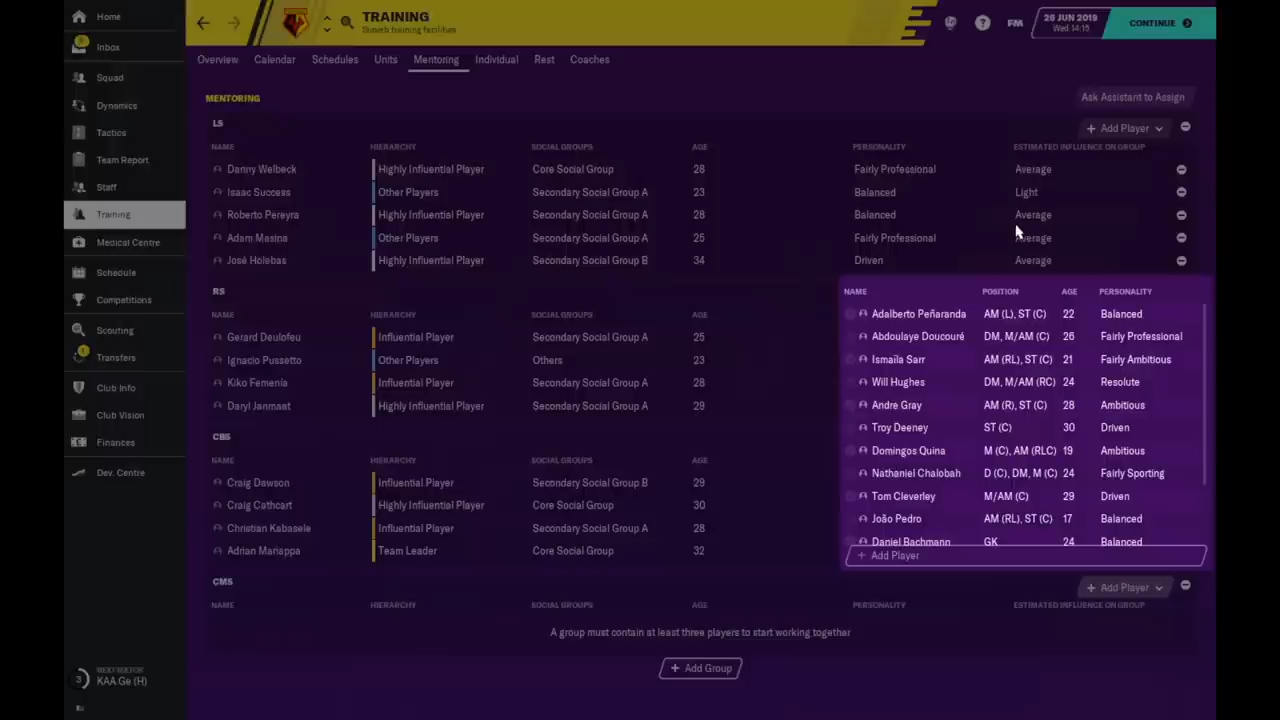 Home
Inbox
Squad
Dynamics
Tactics
Team Report
Staff
Training
Medical Centre
Schedule
Competitions
Scouting
Transfers
Club Info
Club Vision
Finances
Dev. Centre
3
KAA Ge (H)
TRAINING
FM
26 JUN 2019
Wed 14:15
CONTINUE
Overview Calendar Schedules Units Mentoring Individual Rest Coaches
MENTORING
Ask Assistant to Assign
LS
+ Add Player
NAME HIERARCHY SOCIAL GROUPS AGE PERSONALITY ESTIMATED INFLUENCE ON GROUP
Danny Welbeck Highly Influential Player Core Social Group 28 Fairly Professional Average
Isaac Success Other Players Secondary Social Group A 23 Balanced Light
Roberto Pereyra Highly Influential Player Secondary Social Group A 28 Balanced Average
Adam Masina Other Players Secondary Social Group A 25 Fairly Professional Average
José Holebas Highly Influential Player Secondary Social Group B 34 Driven Average
RS
NAME HIERARCHY SOCIAL GROUPS AGE
Gerard Deulofeu Influential Player Secondary Social Group A 25
Ignacio Pussetto Other Players Others 23
Kiko Femenía Influential Player Secondary Social Group A 28
Daryl Janmaat Highly Influential Player Secondary Social Group A 29
CBS
NAME HIERARCHY SOCIAL GROUPS AGE
Craig Dawson Influential Player Secondary Social Group B 29
Craig Cathcart Highly Influential Player Core Social Group 30
Christian Kabasele Influential Player Secondary Social Group A 28
Adrian Mariappa Team Leader Core Social Group 32
NAME POSITION AGE PERSONALITY
Adalberto Peñaranda AM (L), ST (C) 22 Balanced
Abdoulaye Doucouré DM, M/AM (C) 26 Fairly Professional
Ismaïla Sarr AM (RL), ST (C) 21 Fairly Ambitious
Will Hughes DM, M/AM (RC) 24 Resolute
Andre Gray AM (R), ST (C) 28 Ambitious
Troy Deeney ST (C) 30 Driven
Domingos Quina M (C), AM (RLC) 19 Ambitious
Nathaniel Chalobah D (C), DM, M (C) 24 Fairly Sporting
Tom Cleverley M/AM (C) 29 Driven
João Pedro AM (RL), ST (C) 17 Balanced
Daniel Bachmann GK 24 Balanced
+ Add Player
CMS
+ Add Player
NAME HIERARCHY SOCIAL GROUPS AGE PERSONALITY ESTIMATED INFLUENCE ON GROUP
A group must contain at least three players to start working together
+ Add Group